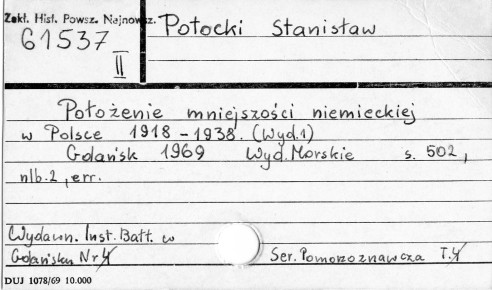 Zakł. Hist. Powsz. Najnowsz.
61537
II
Potocki Stanisław
Położenie mniejszości niemieckiej
w Polsce 1918-1938. (Wyd.1)
Gdańsk 1969 Wyd. Morskie s. 502,
nlb. 2, err.
Wydawn. Inst. Bałt. w
Gdańsku Nr 4
Ser. Pomorzoznawcza T.4
DUJ 1078/69 10.000